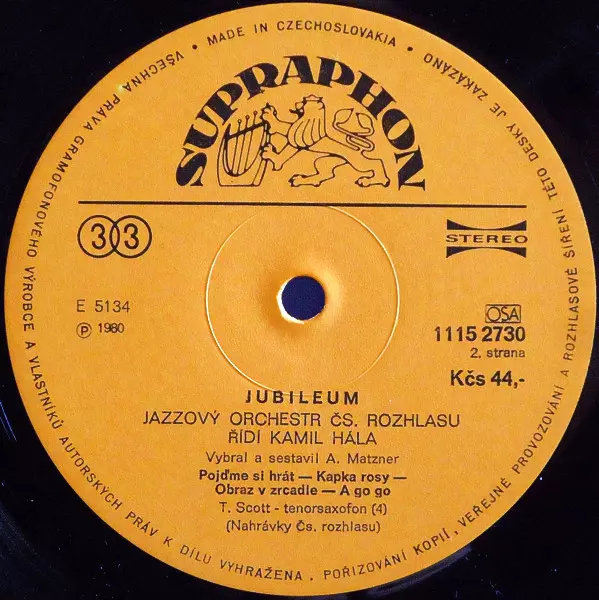 VŠECHNA PRÁVA GRAMOFONOVÉHO VÝROBCE A VLASTNÍKŮ AUTORSKÝCH PRÁV K DÍLU VYHRAŽENA · POŘIZOVÁNÍ KOPIÍ, VEŘEJNÉ PROVOZOVÁNÍ A ROZHLASOVÉ ŠÍŘENÍ TÉTO DESKY JE ZAKÁZÁNO · MADE IN CZECHOSLOVAKIA ·
SUPRAPHON
33
STEREO
E 5134
Ⓟ 1980
OSA
1115 2730
2. strana
Kčs 44,-
JUBILEUM
JAZZOVÝ ORCHESTR ČS. ROZHLASU
ŘÍDÍ KAMIL HÁLA
Vybral a sestavil A. Matzner
Pojďme si hrát — Kapka rosy —
Obraz v zrcadle — A go go
T. Scott - tenorsaxofon (4)
(Nahrávky Čs. rozhlasu)